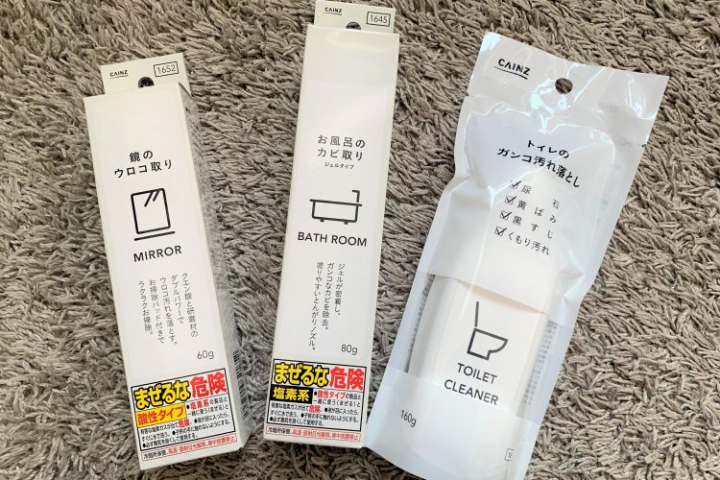 CAINZ
1652
鏡の
ウロコ取り
MIRROR
クエン酸と研磨材の
ダブルパワーで
ウロコ汚れを落とす。
お掃除パッド付きで
ラクラクお掃除。
60g
まぜるな危険
酸性タイプ
CAINZ
1645
お風呂の
カビ取り
ジェルタイプ
BATH ROOM
ジェルが密着し、
ガンコなカビを除去。
塗りやすいとんがりノズル。
80g
まぜるな危険
塩素系
CAINZ
トイレの
ガンコ汚れ落とし
尿石
黄ばみ
黒すじ
くもり汚れ
TOILET
CLEANER
160g